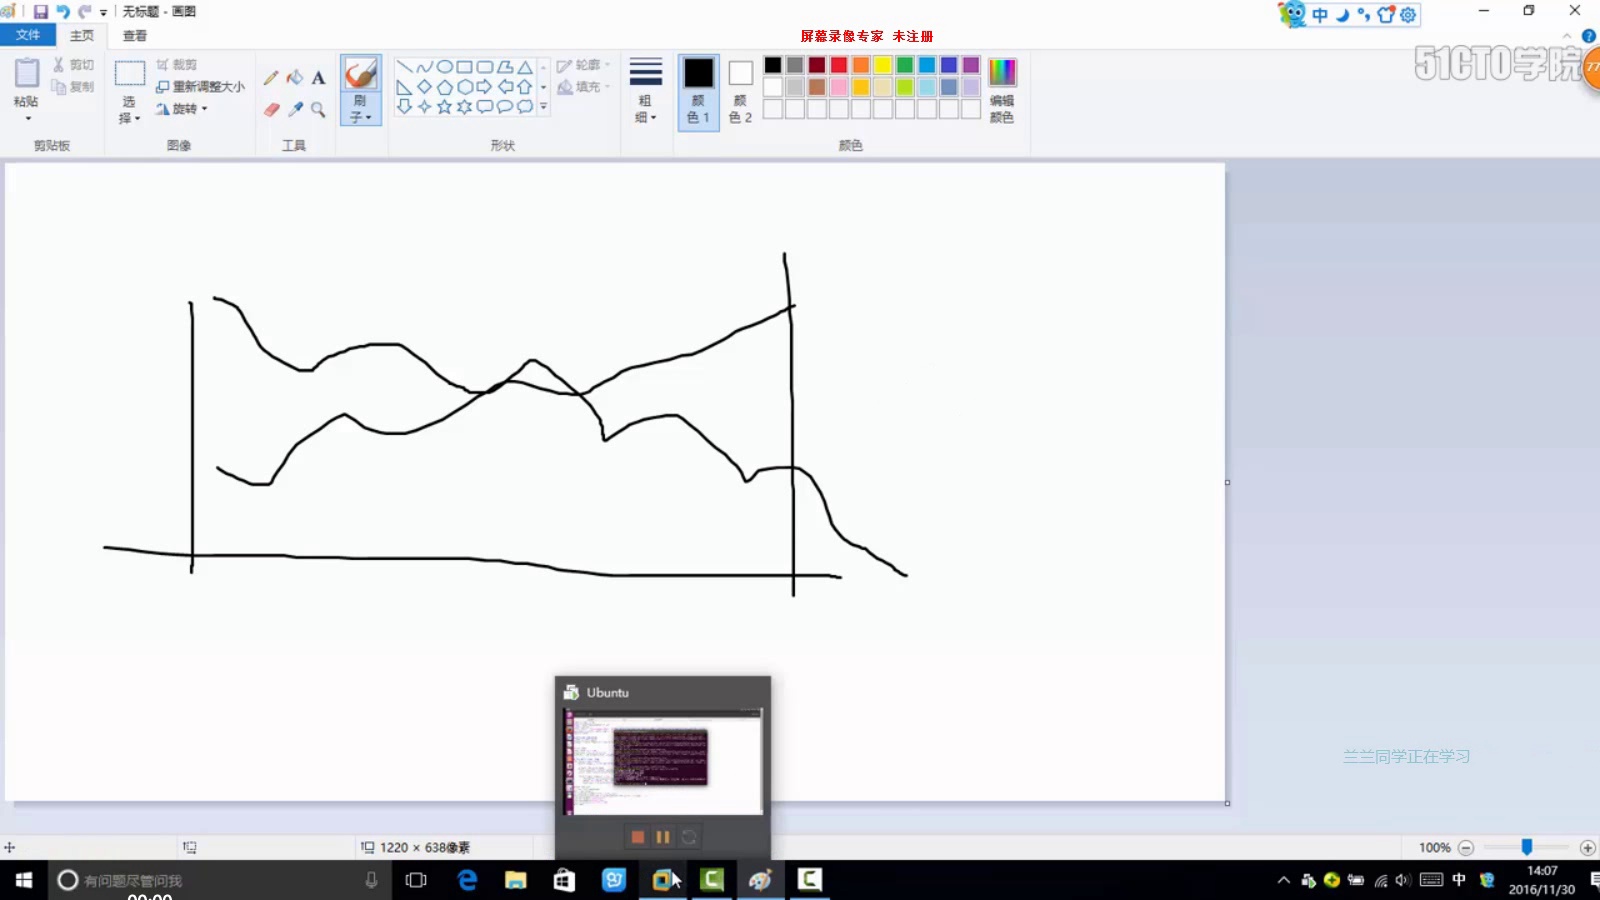 无标题 - 画图
中
文件
主页
查看
屏幕录像专家 未注册
51CTO学院
77
粘贴
剪切
复制
选择
裁剪
重新调整大小
旋转
A
刷子
轮廓
填充
粗细
颜色 1
颜色 2
编辑颜色
剪贴板
图像
工具
形状
颜色
Ubuntu
兰兰同学正在学习
1220 × 638像素
100%
有问题尽管问我
中
14:07
2016/11/30
00:00